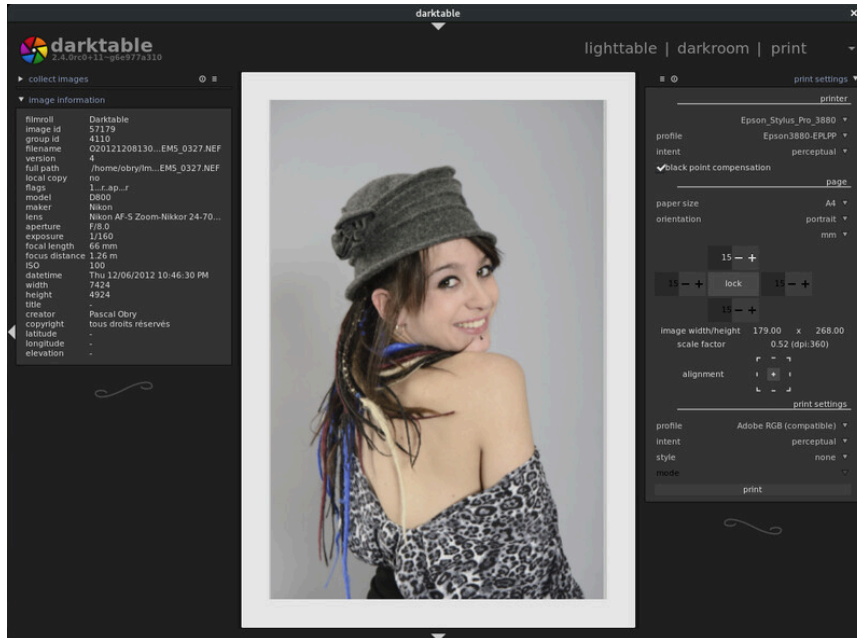 darktable
darktable
2.4.0rc0+11~g6e977a310
lighttable | darkroom | print
collect images
image information
filmroll Darktable
image id 57179
group id 4110
filename O20121208130...EM5_0327.NEF
version 4
full path /home/obry/Im...EM5_0327.NEF
local copy no
flags 1...r.ap...r
model D800
maker Nikon
lens Nikon AF-S Zoom-Nikkor 24-70...
aperture F/8.0
exposure 1/160
focal length 66 mm
focus distance 1.26 m
ISO 100
datetime Thu 12/06/2012 10:46:30 PM
width 7424
height 4924
title -
creator Pascal Obry
copyright tous droits réservés
latitude -
longitude -
elevation -
print settings
printer
Epson_Stylus_Pro_3880
profile Epson3880-EPLPP
intent perceptual
black point compensation
page
paper size A4
orientation portrait
mm
15 − +
15 − + lock 15 − +
15 − +
image width/height 179.00 x 268.00
scale factor 0.52 (dpi:360)
alignment
print settings
profile Adobe RGB (compatible)
intent perceptual
style none
mode
print